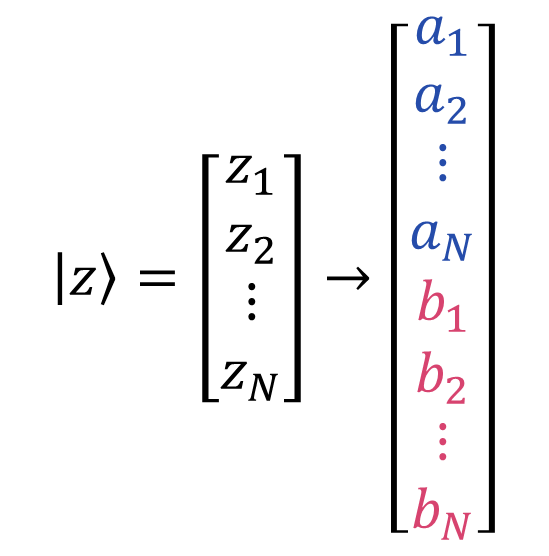 |z⟩ = [z₁ z₂ ⋮ z_N] → [a₁ a₂ ⋮ a_N b₁ b₂ ⋮ b_N]